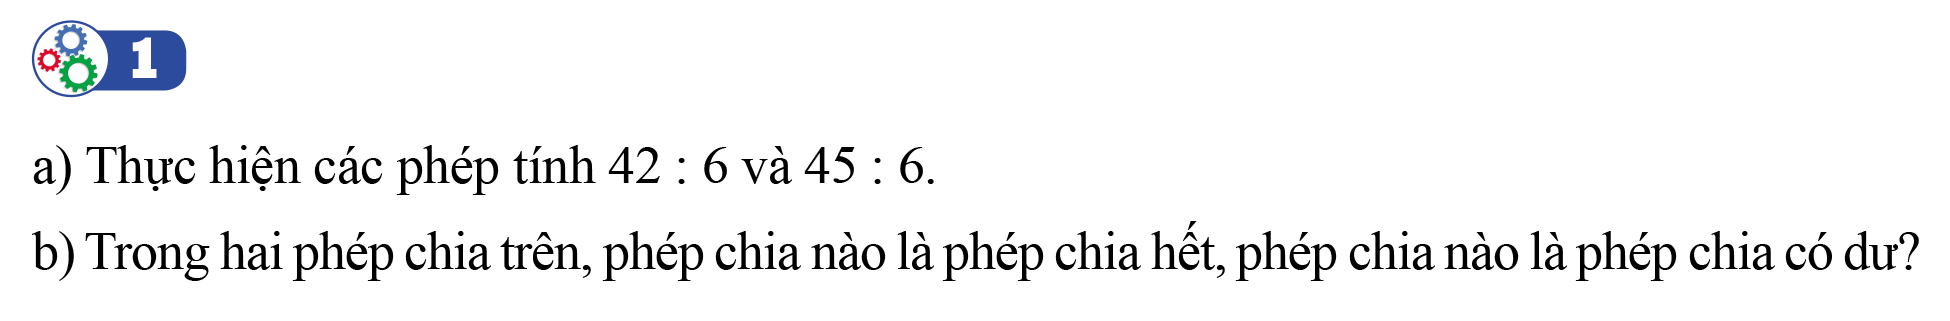 1
a) Thực hiện các phép tính 42 : 6 và 45 : 6.
b) Trong hai phép chia trên, phép chia nào là phép chia hết, phép chia nào là phép chia có dư?